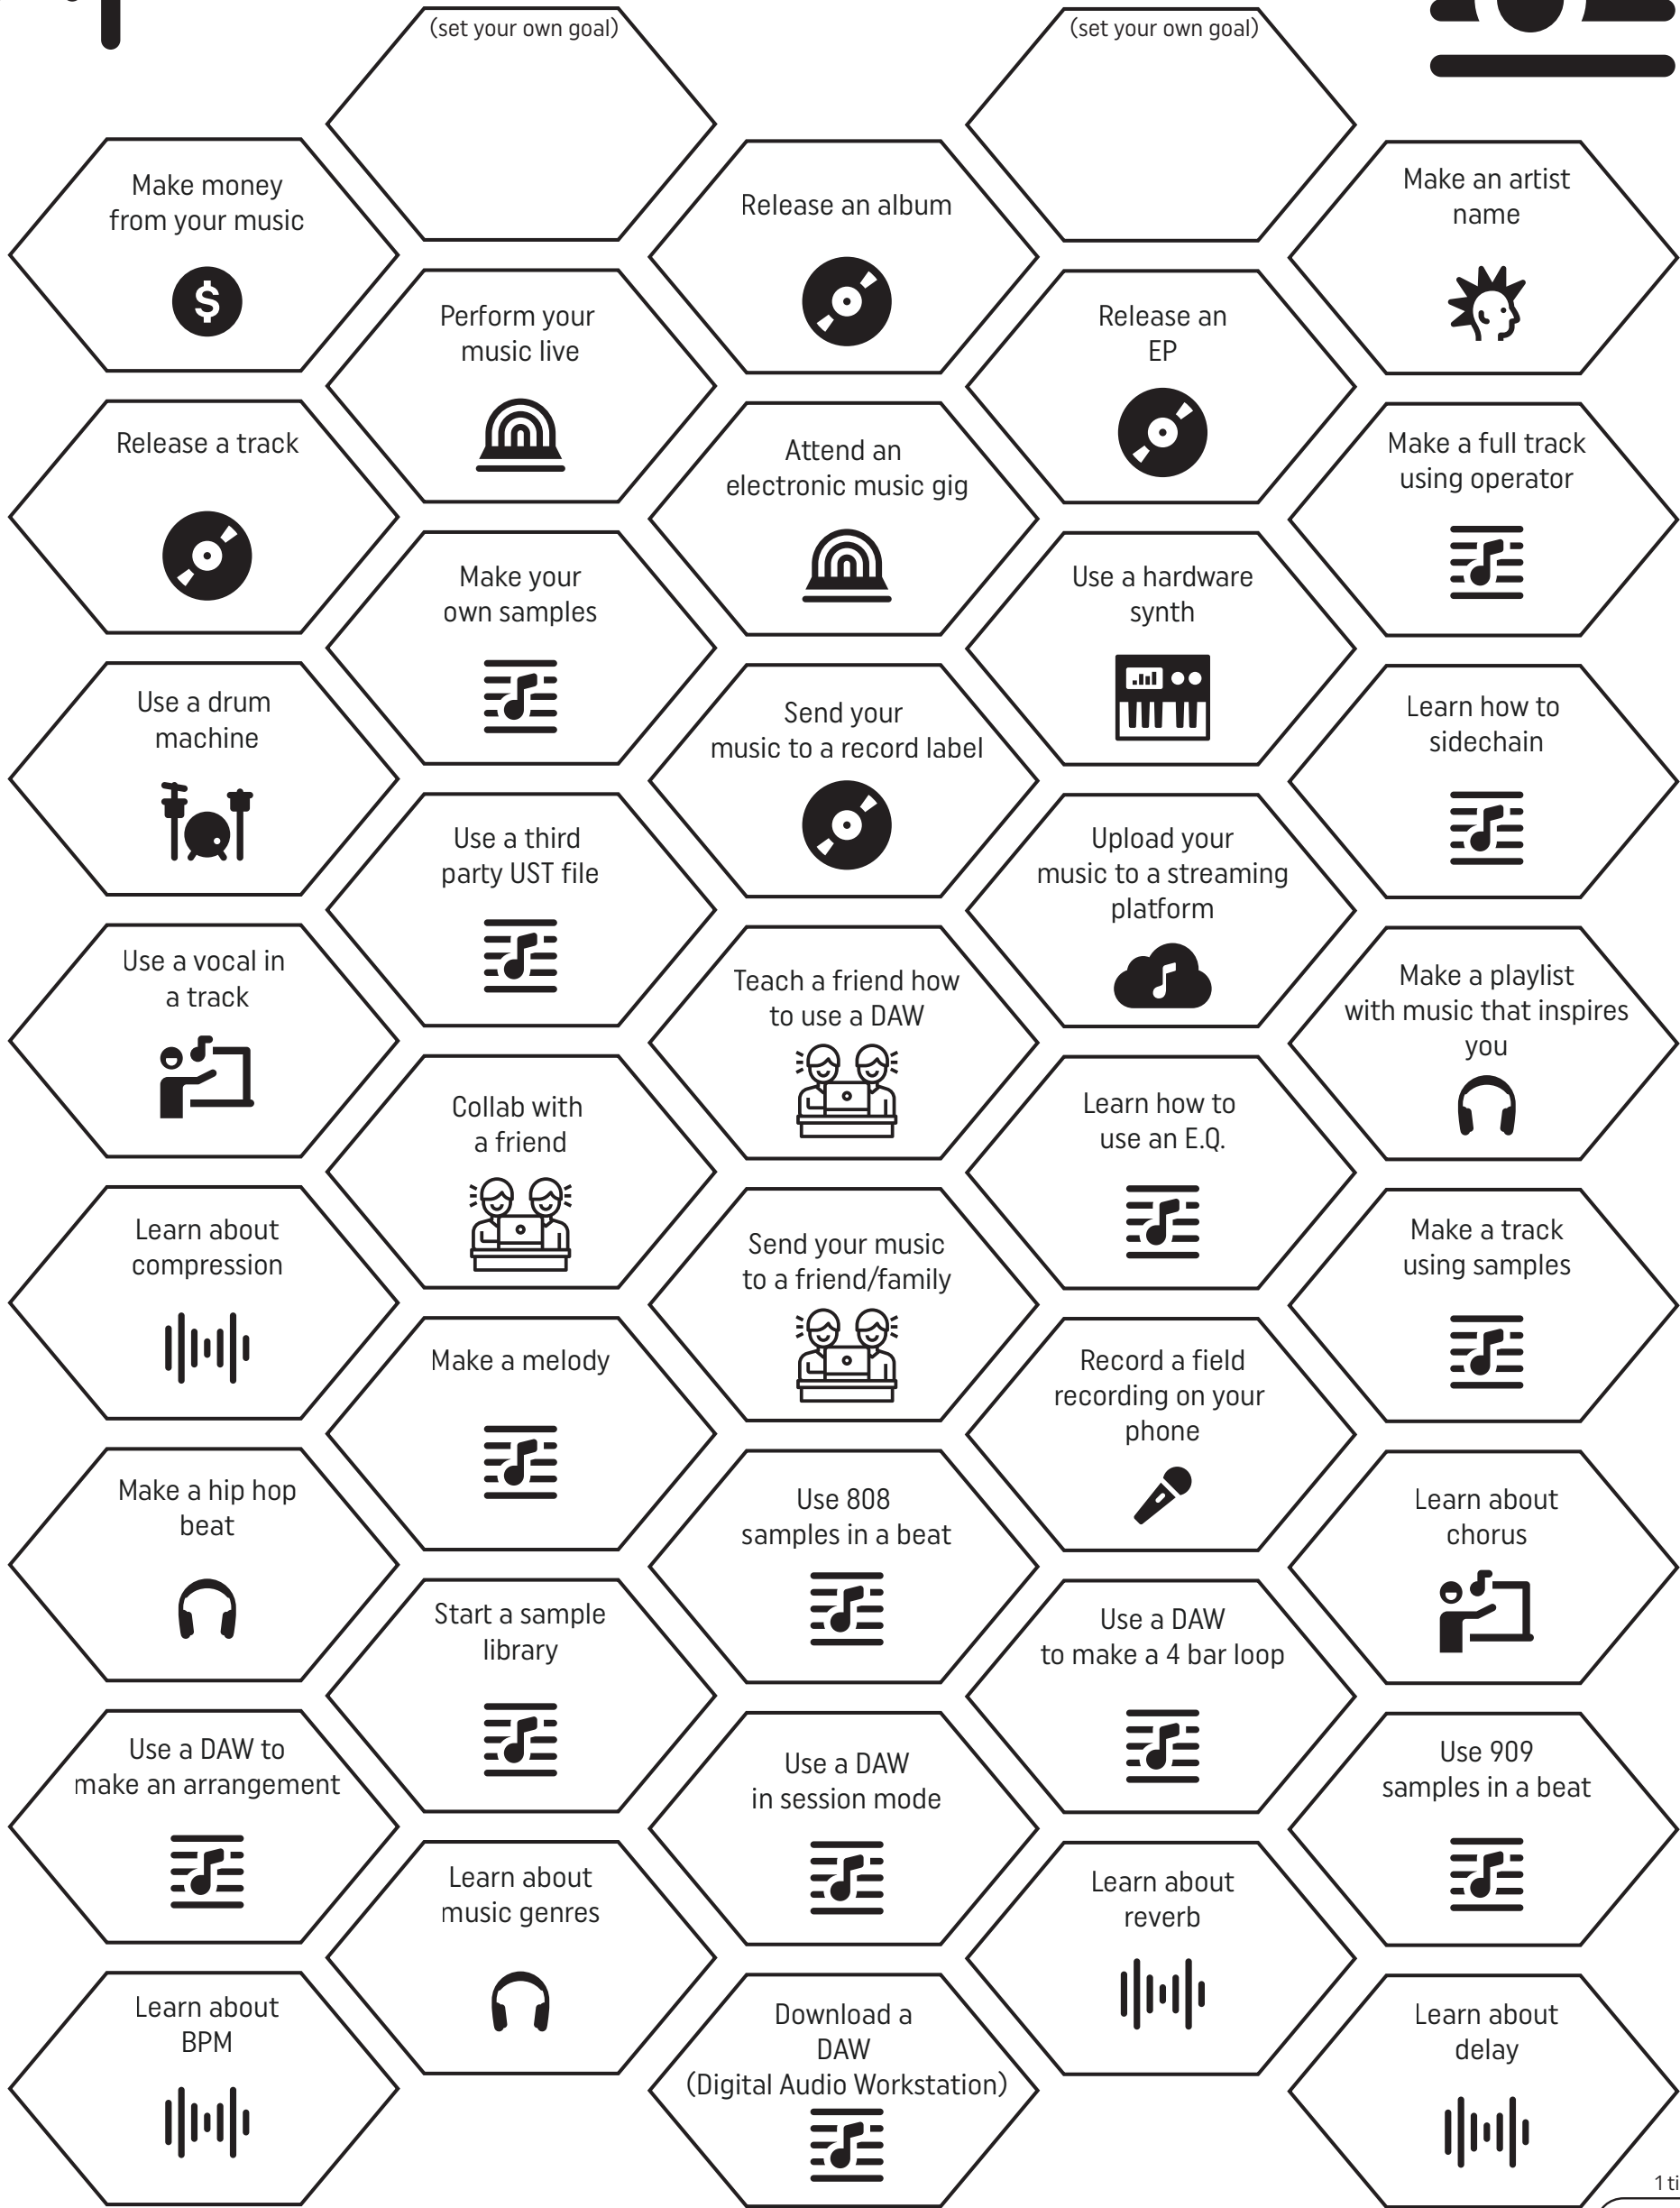 (set your own goal)
(set your own goal)
Make money
from your music
Release an album
Make an artist
name
Perform your
music live
Release an
EP
Release a track
Attend an
electronic music gig
Make a full track
using operator
Make your
own samples
Use a hardware
synth
Use a drum
machine
Send your
music to a record label
Learn how to
sidechain
Use a third
party UST file
Upload your
music to a streaming
platform
Use a vocal in
a track
Teach a friend how
to use a DAW
Make a playlist
with music that inspires
you
Collab with
a friend
Learn how to
use an E.Q.
Learn about
compression
Send your music
to a friend/family
Make a track
using samples
Make a melody
Record a field
recording on your
phone
Make a hip hop
beat
Use 808
samples in a beat
Learn about
chorus
Start a sample
library
Use a DAW
to make a 4 bar loop
Use a DAW to
make an arrangement
Use a DAW
in session mode
Use 909
samples in a beat
Learn about
music genres
Learn about
reverb
Learn about
BPM
Download a
DAW
(Digital Audio Workstation)
Learn about
delay
1 ti